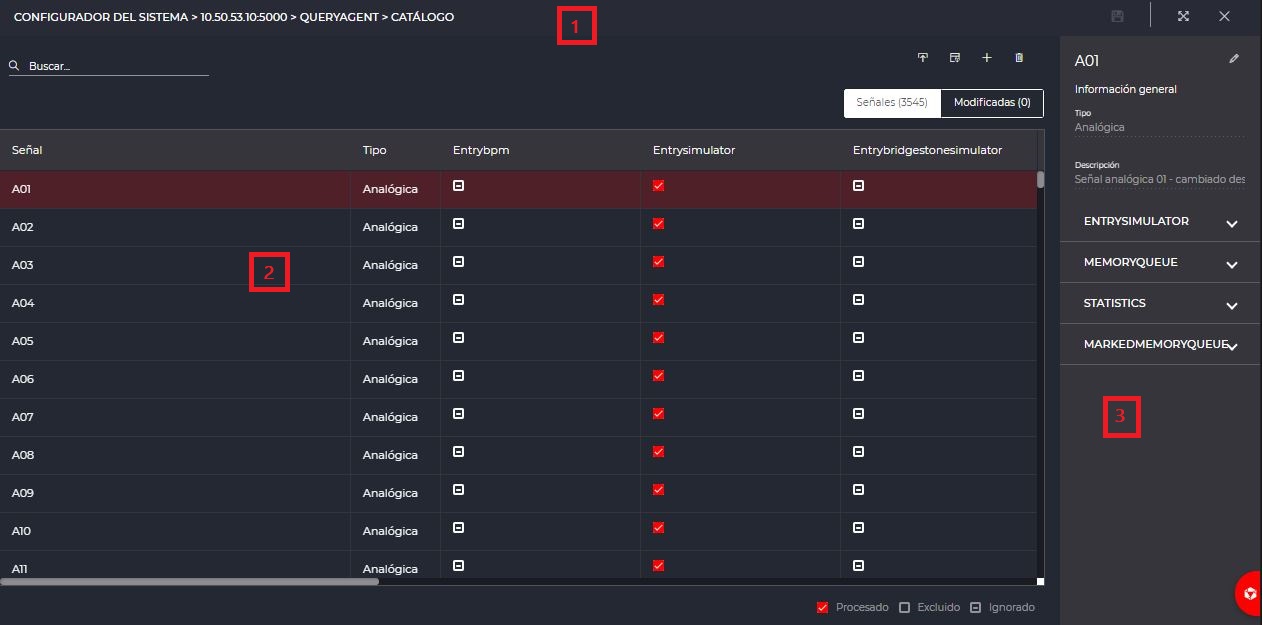 CONFIGURADOR DEL SISTEMA > 10.50.53.10:5000 > QUERYAGENT > CATÁLOGO
1
Buscar...
Señales (3545) Modificadas (0)
Señal Tipo Entrybpm Entrysimulator Entrybridgestonesimulator
A01 Analógica
A02 Analógica
A03 Analógica
2
A04 Analógica
A05 Analógica
A06 Analógica
A07 Analógica
A08 Analógica
A09 Analógica
A10 Analógica
A11 Analógica
Procesado Excluido Ignorado
A01
Información general
Tipo
Analógica
Descripción
Señal analógica 01 - cambiado des
ENTRYSIMULATOR
MEMORYQUEUE
STATISTICS
MARKEDMEMORYQUEUE
3